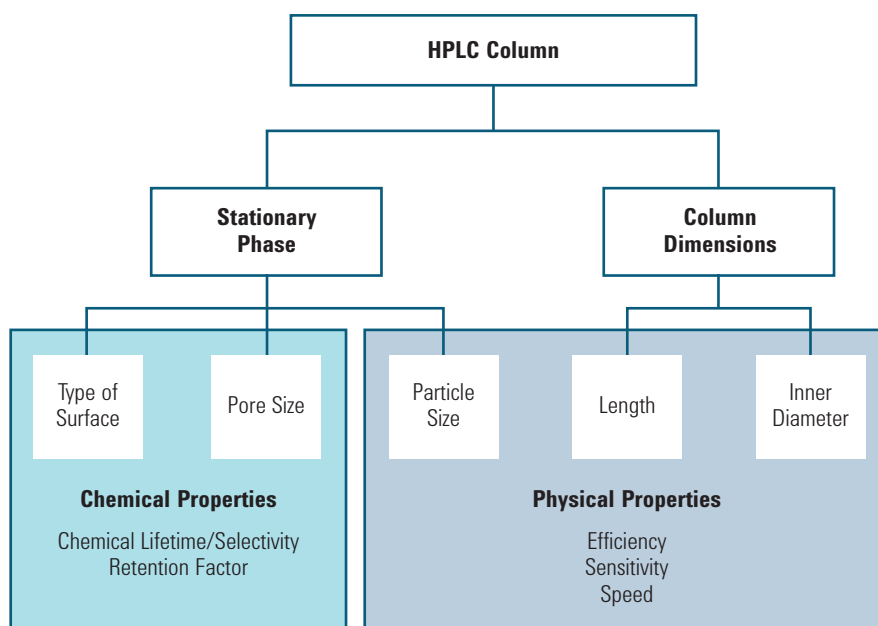 HPLC Column
Stationary
Phase
Column
Dimensions
Type of
Surface
Pore Size
Particle
Size
Length
Inner
Diameter
Chemical Properties
Chemical Lifetime/Selectivity
Retention Factor
Physical Properties
Efficiency
Sensitivity
Speed